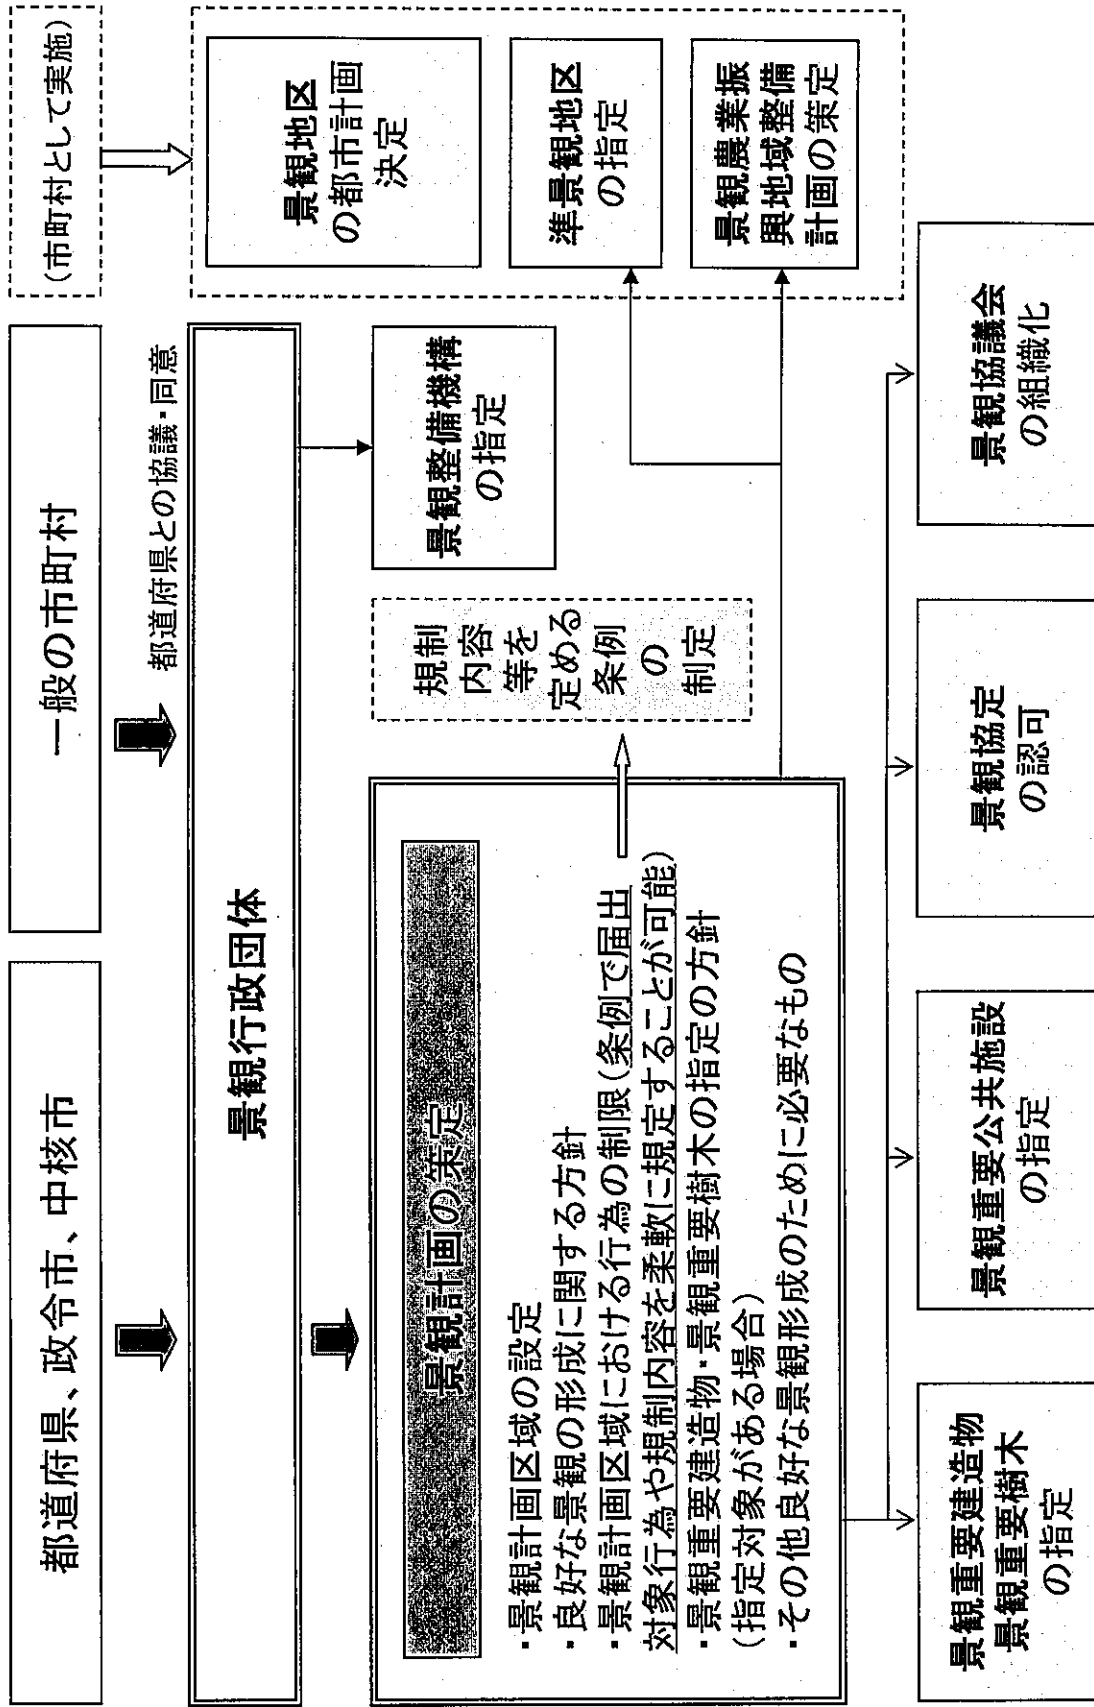 都道府県、政令市、中核市
一般の市町村
（市町村として実施）
都道府県との協議・同意
景観行政団体
景観計画の策定
・景観計画区域の設定
・良好な景観の形成に関する方針
・景観計画区域における行為の制限（条例で届出
対象行為や規制内容を柔軟に規定することが可能）
・景観重要建造物・景観重要樹木の指定の方針
（指定対象がある場合）
・その他良好な景観形成のために必要なもの
規制
内容
等を
定める
条例
の
制定
景観整備機構
の指定
景観地区
の都市計画
決定
準景観地区
の指定
景観農業振
興地域整備
計画の策定
景観重要建造物
景観重要樹木
の指定
景観重要公共施設
の指定
景観協定
の認可
景観協議会
の組織化